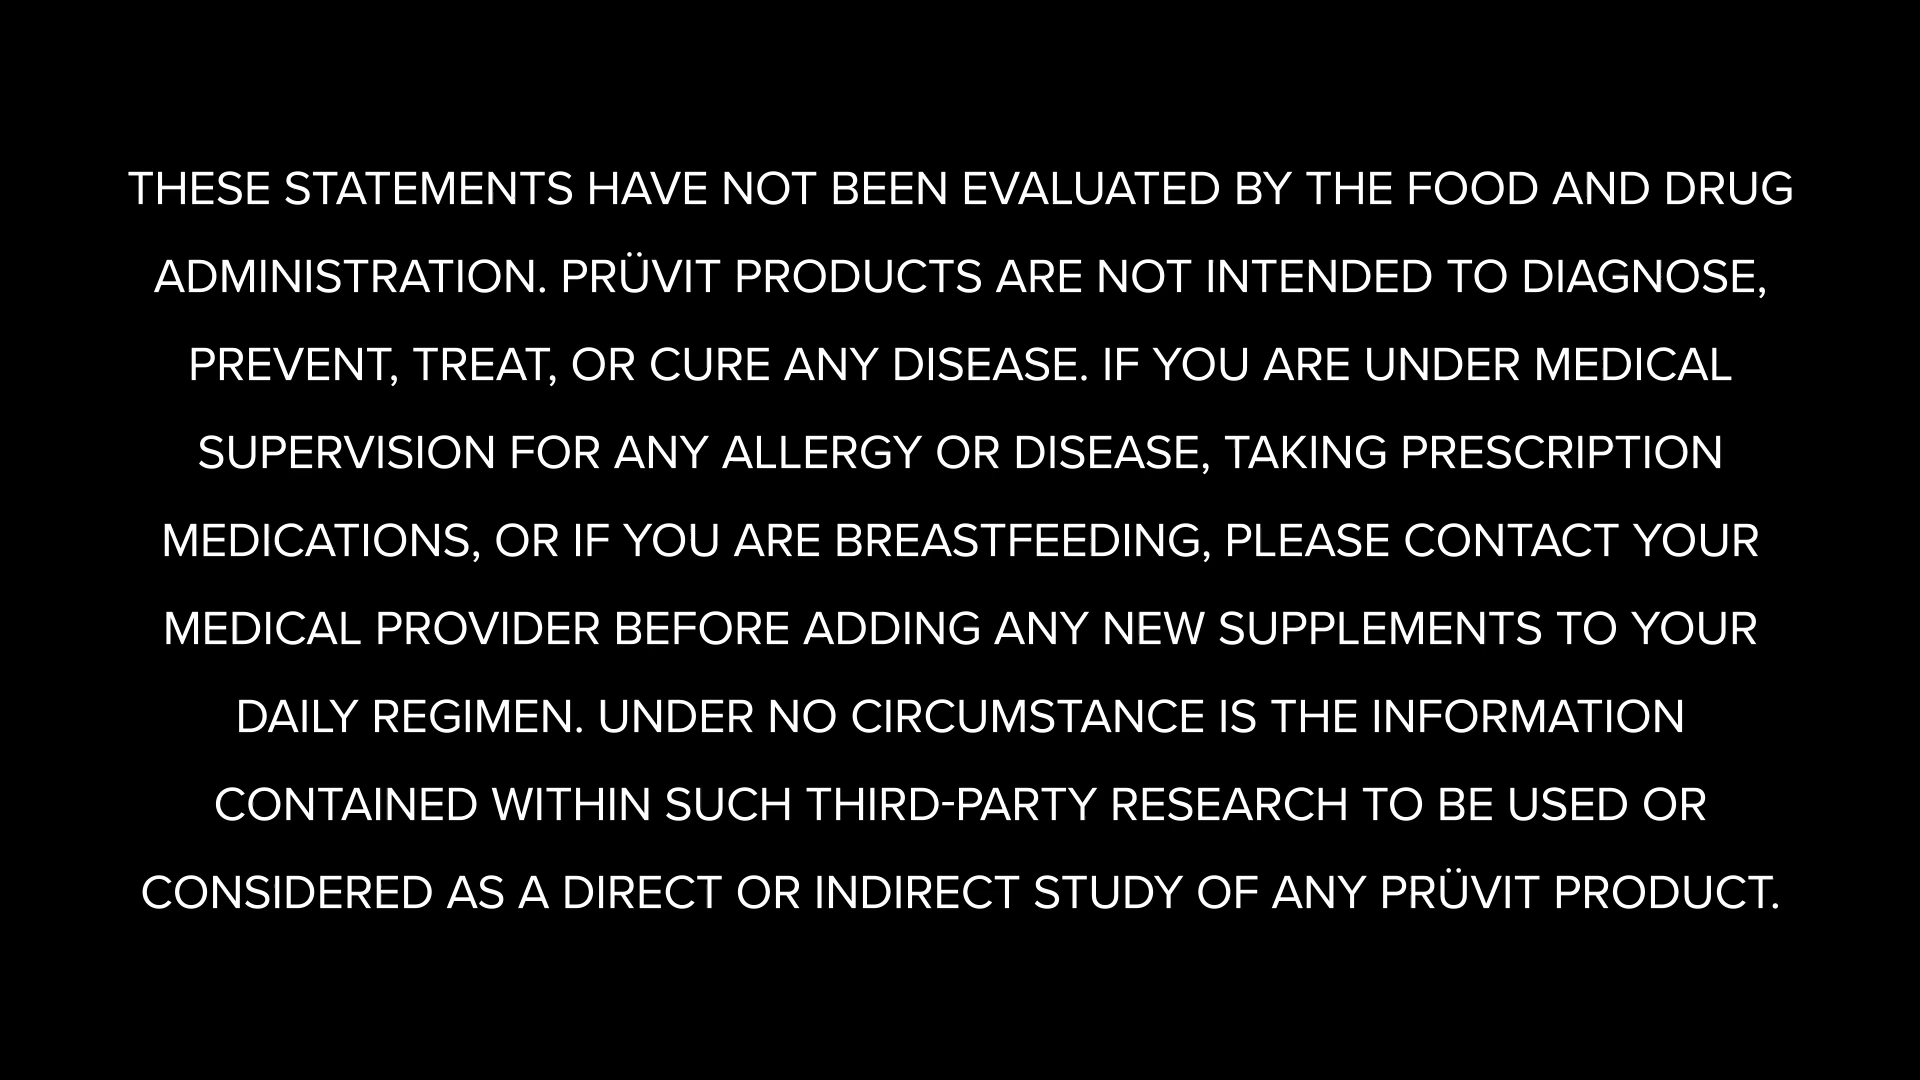 THESE STATEMENTS HAVE NOT BEEN EVALUATED BY THE FOOD AND DRUG
ADMINISTRATION. PRÜVIT PRODUCTS ARE NOT INTENDED TO DIAGNOSE,
PREVENT, TREAT, OR CURE ANY DISEASE. IF YOU ARE UNDER MEDICAL
SUPERVISION FOR ANY ALLERGY OR DISEASE, TAKING PRESCRIPTION
MEDICATIONS, OR IF YOU ARE BREASTFEEDING, PLEASE CONTACT YOUR
MEDICAL PROVIDER BEFORE ADDING ANY NEW SUPPLEMENTS TO YOUR
DAILY REGIMEN. UNDER NO CIRCUMSTANCE IS THE INFORMATION
CONTAINED WITHIN SUCH THIRD-PARTY RESEARCH TO BE USED OR
CONSIDERED AS A DIRECT OR INDIRECT STUDY OF ANY PRÜVIT PRODUCT.